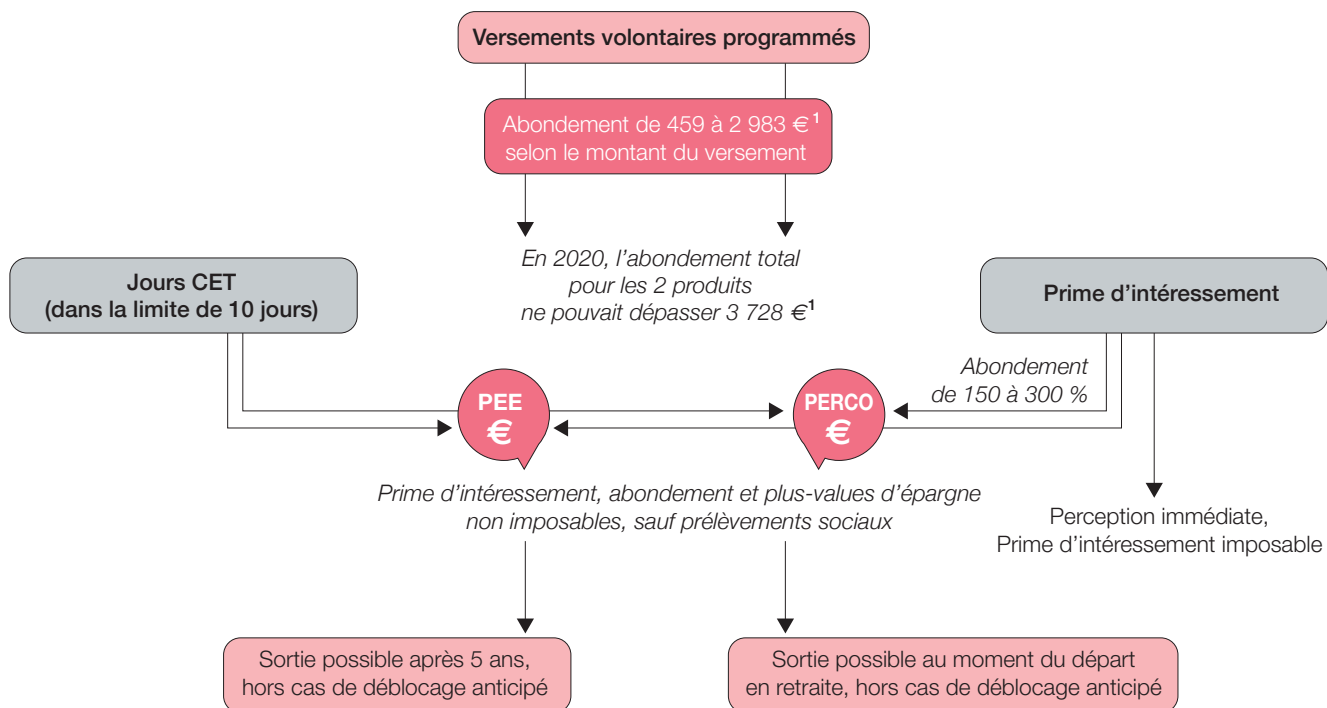 Versements volontaires programmés
Abondement de 459 à 2 983 €¹
selon le montant du versement
En 2020, l’abondement total
pour les 2 produits
ne pouvait dépasser 3 728 €¹
Jours CET
(dans la limite de 10 jours)
Prime d’intéressement
Abondement
de 150 à 300 %
PEE
€
PERCO
€
Prime d’intéressement, abondement et plus-values d’épargne
non imposables, sauf prélèvements sociaux
Perception immédiate,
Prime d’intéressement imposable
Sortie possible après 5 ans,
hors cas de déblocage anticipé
Sortie possible au moment du départ
en retraite, hors cas de déblocage anticipé